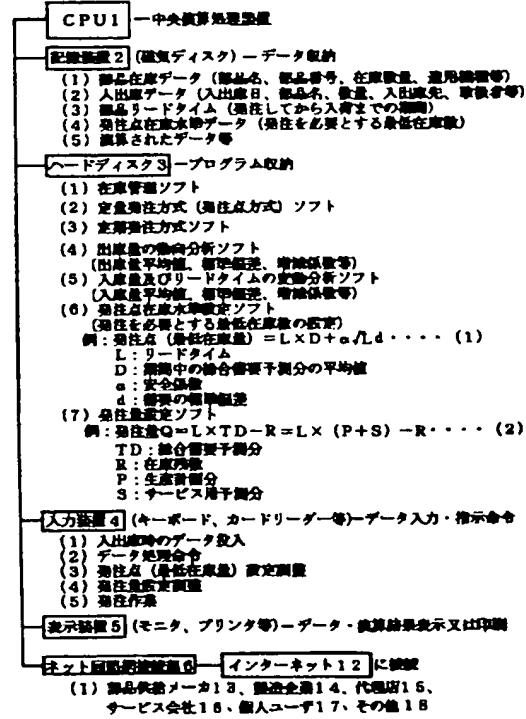 CPU1 ー中央演算処理装置
記録装置2 (磁気ディスク)ーデータ収納
(1) 部品在庫データ (部品名、部品番号、在庫数量、適用機種等)
(2) 入出庫データ (入出庫日、部品名、数量、入出庫先、取扱者等)
(3) 部品リードタイム (発注してから入荷までの期間)
(4) 発注点在庫水準データ (発注を必要とする最低在庫数)
(5) 演算されたデータ等
ハードディスク3 ープログラム収納
(1) 在庫管理ソフト
(2) 定量発注方式 (発注点方式) ソフト
(3) 定期発注方式ソフト
(4) 出庫量の動向分析ソフト
(出庫量平均値、標準偏差、増減係数等)
(5) 入庫量及びリードタイムの変動分析ソフト
(入庫量平均値、標準偏差、増減係数等)
(6) 発注点在庫水準設定ソフト
(発注を必要とする最低在庫数の設定)
例:発注点 (最低在庫量) =L×D+α√Ld・・・・ (1)
L:リードタイム
D:期間中の総合需要予測分の平均値
α:安全係数
d:需要の標準偏差
(7) 発注量設定ソフト
例:発注量Q=L×TD−R=L× (P+S) −R・・・・ (2)
TD:総合需要予測分
R:在庫残数
P:生産計画分
S:サービス用予測分
入力装置4 (キーボード、カードリーダー等)ーデータ入力・指示命令
(1) 入出庫時のデータ投入
(2) データ処理命令
(3) 発注点 (最低在庫量) 設定調整
(4) 発注量設定調整
(5) 発注作業
表示装置5 (モニタ、プリンタ等)ーデータ・演算結果表示又は印刷
ネット回路網接続部6 インターネット12 に接続
(1) 部品供給メーカ13、製造企業14、代理店15、
サービス会社16、個人ユーザ17、その他18